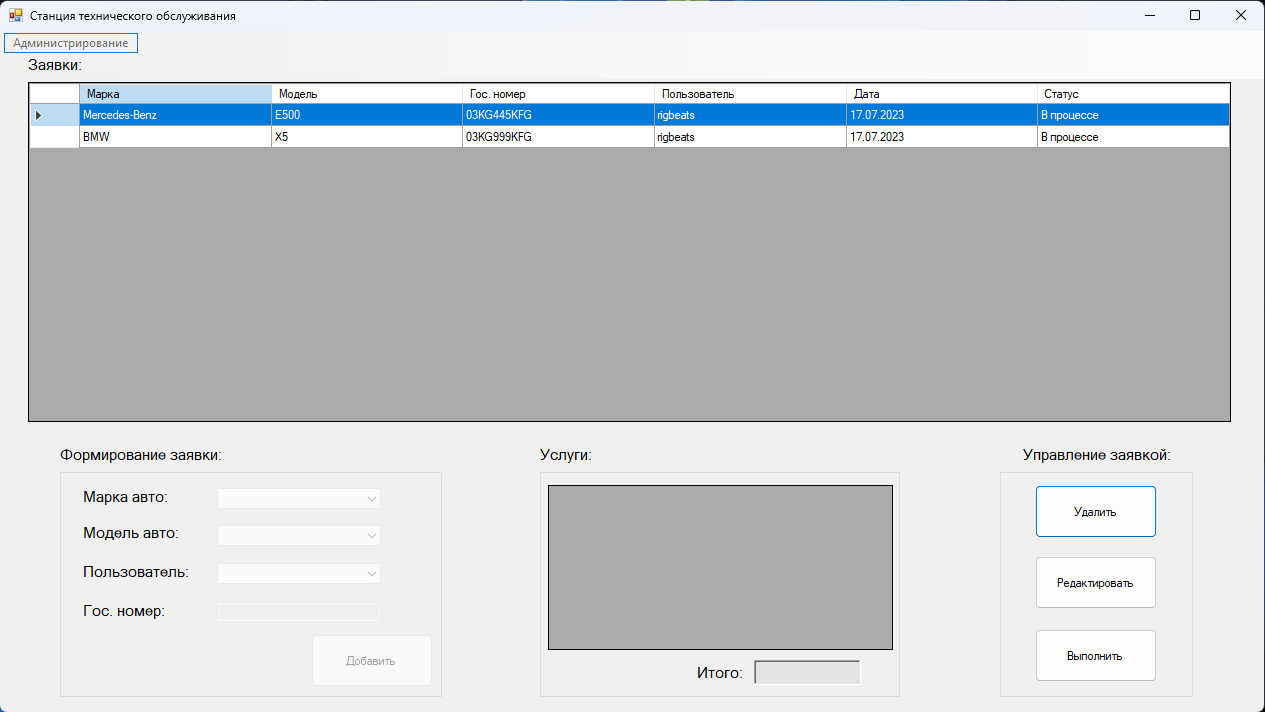 Станция технического обслуживания
Администрирование
Заявки:
Марка Модель Гос. номер Пользователь Дата Статус
Mercedes-Benz E500 03KG445KFG rigbeats 17.07.2023 В процессе
BMW X5 03KG999KFG rigbeats 17.07.2023 В процессе
Формирование заявки:
Марка авто:
Модель авто:
Пользователь:
Гос. номер:
Добавить
Услуги:
Итого:
Управление заявкой:
Удалить
Редактировать
Выполнить